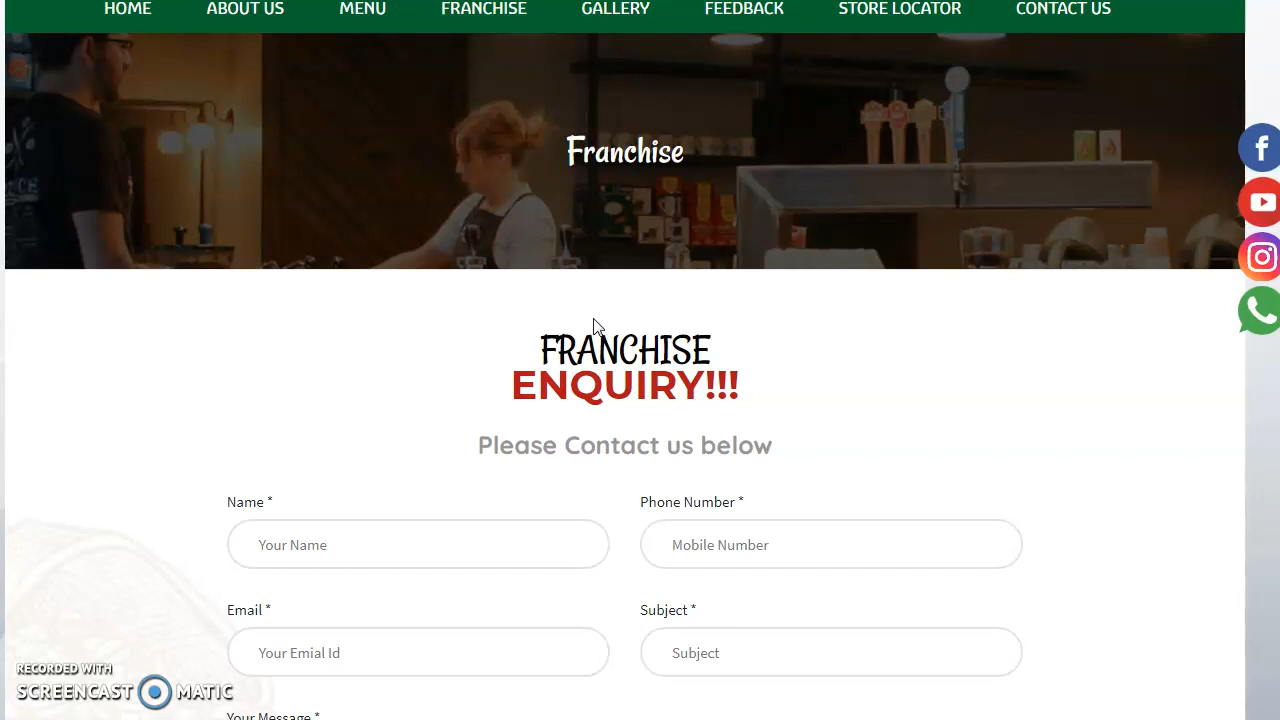 HOME ABOUT US MENU FRANCHISE GALLERY FEEDBACK STORE LOCATOR CONTACT US
Franchise
FRANCHISE
ENQUIRY!!!
Please Contact us below
Name * Phone Number *
Your Name Mobile Number
Email * Subject *
Your Emial Id Subject
RECORDED WITH
SCREENCAST MATIC
Your Message *